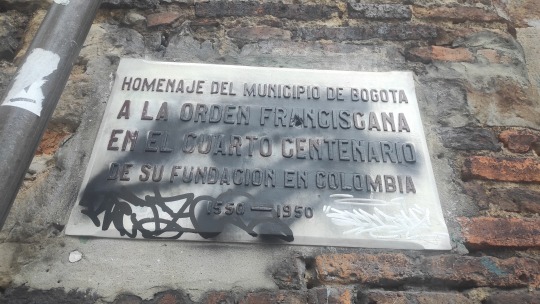 HOMENAJE DEL MUNICIPIO DE BOGOTA
A LA ORDEN FRANCISCANA
EN EL CUARTO CENTENARIO
DE SU FUNDACION EN COLOMBIA
1550 — 1950